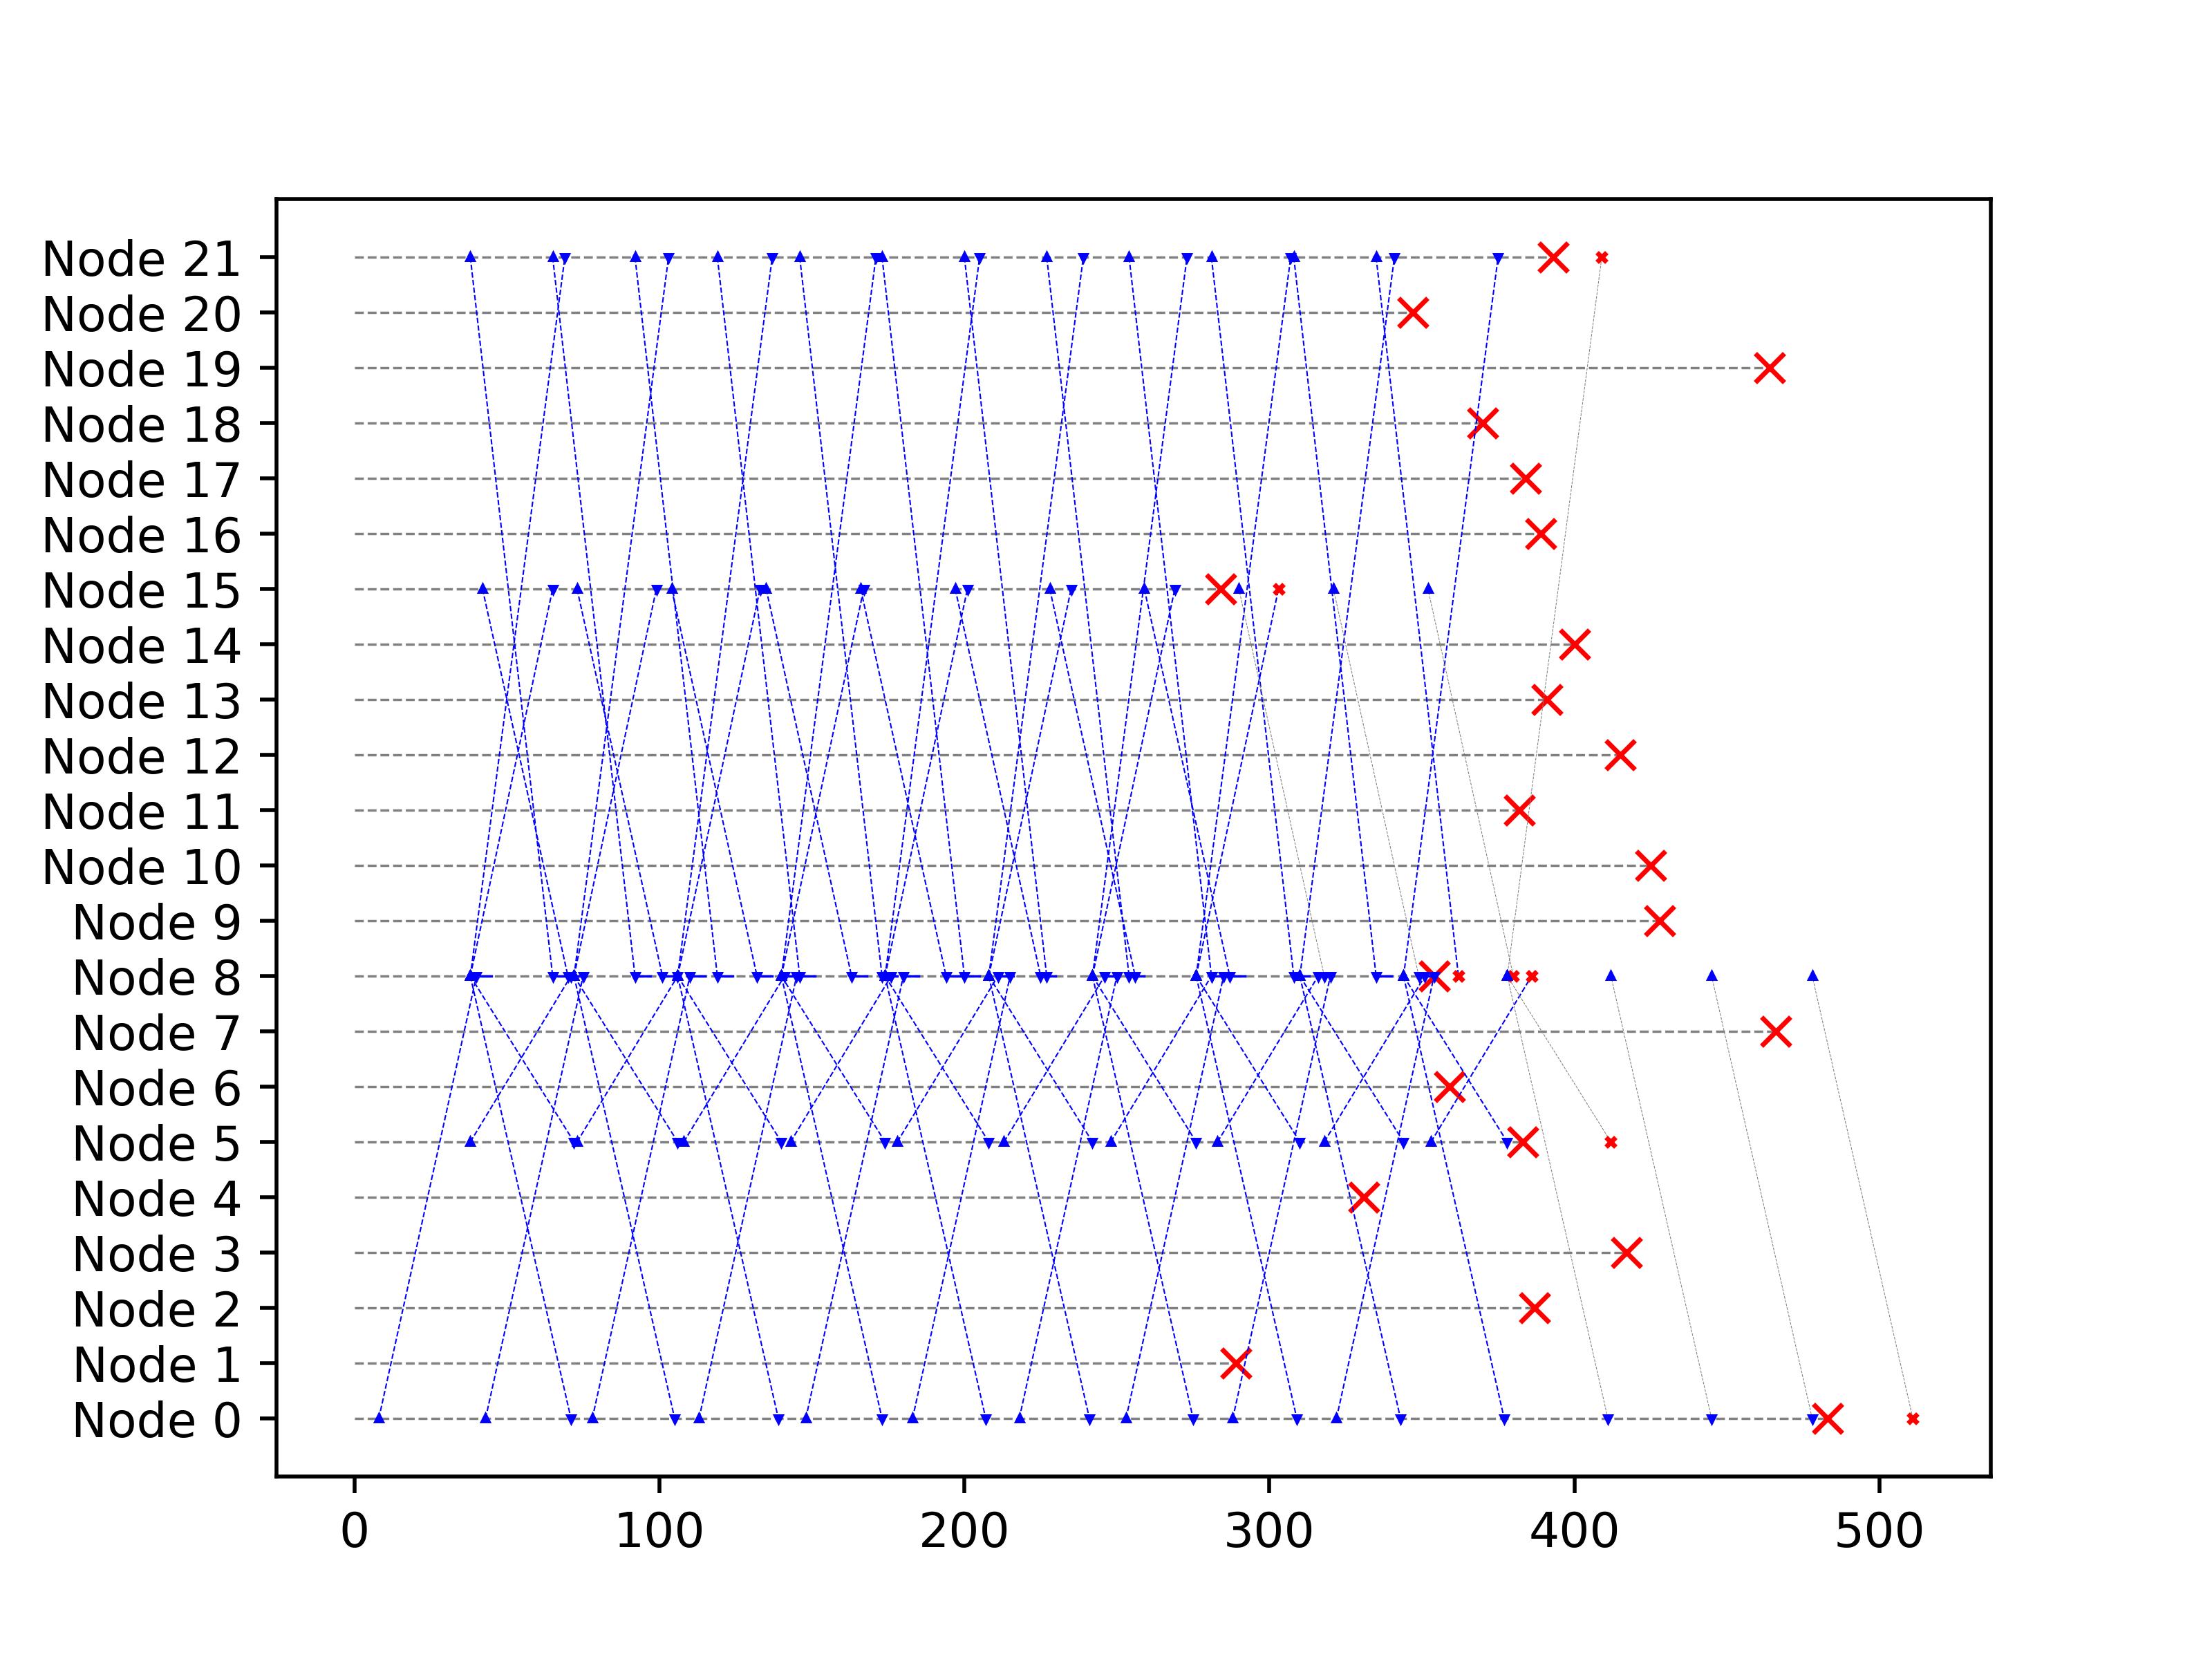 Node 21
Node 20
Node 19
Node 18
Node 17
Node 16
Node 15
Node 14
Node 13
Node 12
Node 11
Node 10
Node 9
Node 8
Node 7
Node 6
Node 5
Node 4
Node 3
Node 2
Node 1
Node 0
0 100 200 300 400 500